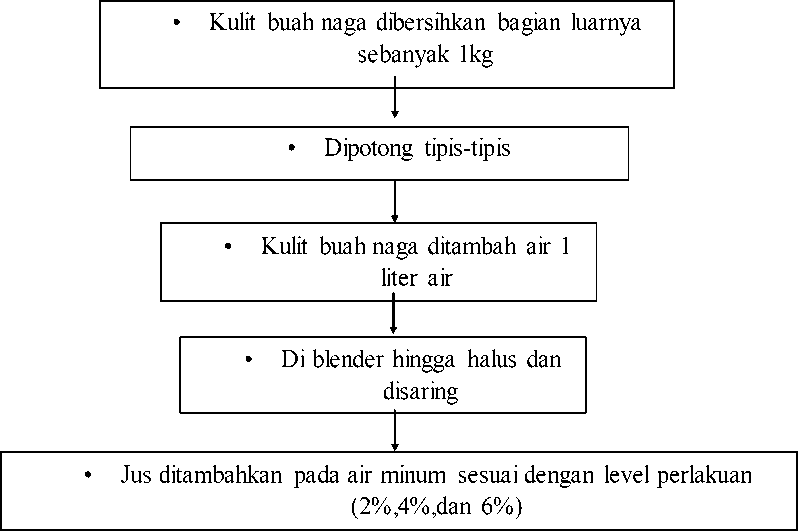 • Kulit buah naga dibersihkan bagian luarnya
sebanyak 1kg
• Dipotong tipis-tipis
• Kulit buah naga ditambah air 1
liter air
• Di blender hingga halus dan
disaring
• Jus ditambahkan pada air minum sesuai dengan level perlakuan
(2%,4%,dan 6%)